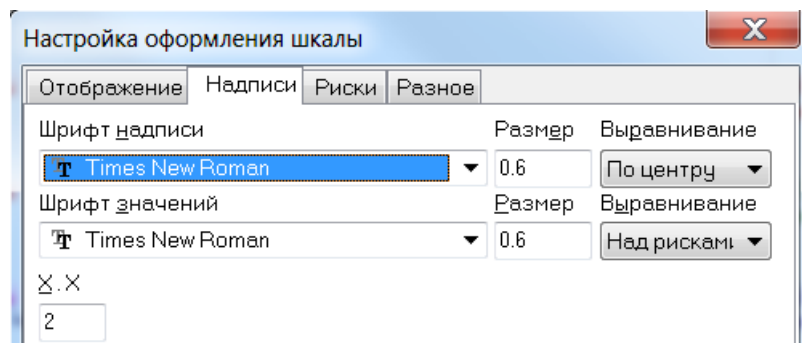 Настройка оформления шкалы
Отображение Надписи Риски Разное
Шрифт надписи Размер Выравнивание
Times New Roman 0.6 По центру
Шрифт значений Размер Выравнивание
Times New Roman 0.6 Над рискамı
X.X
2